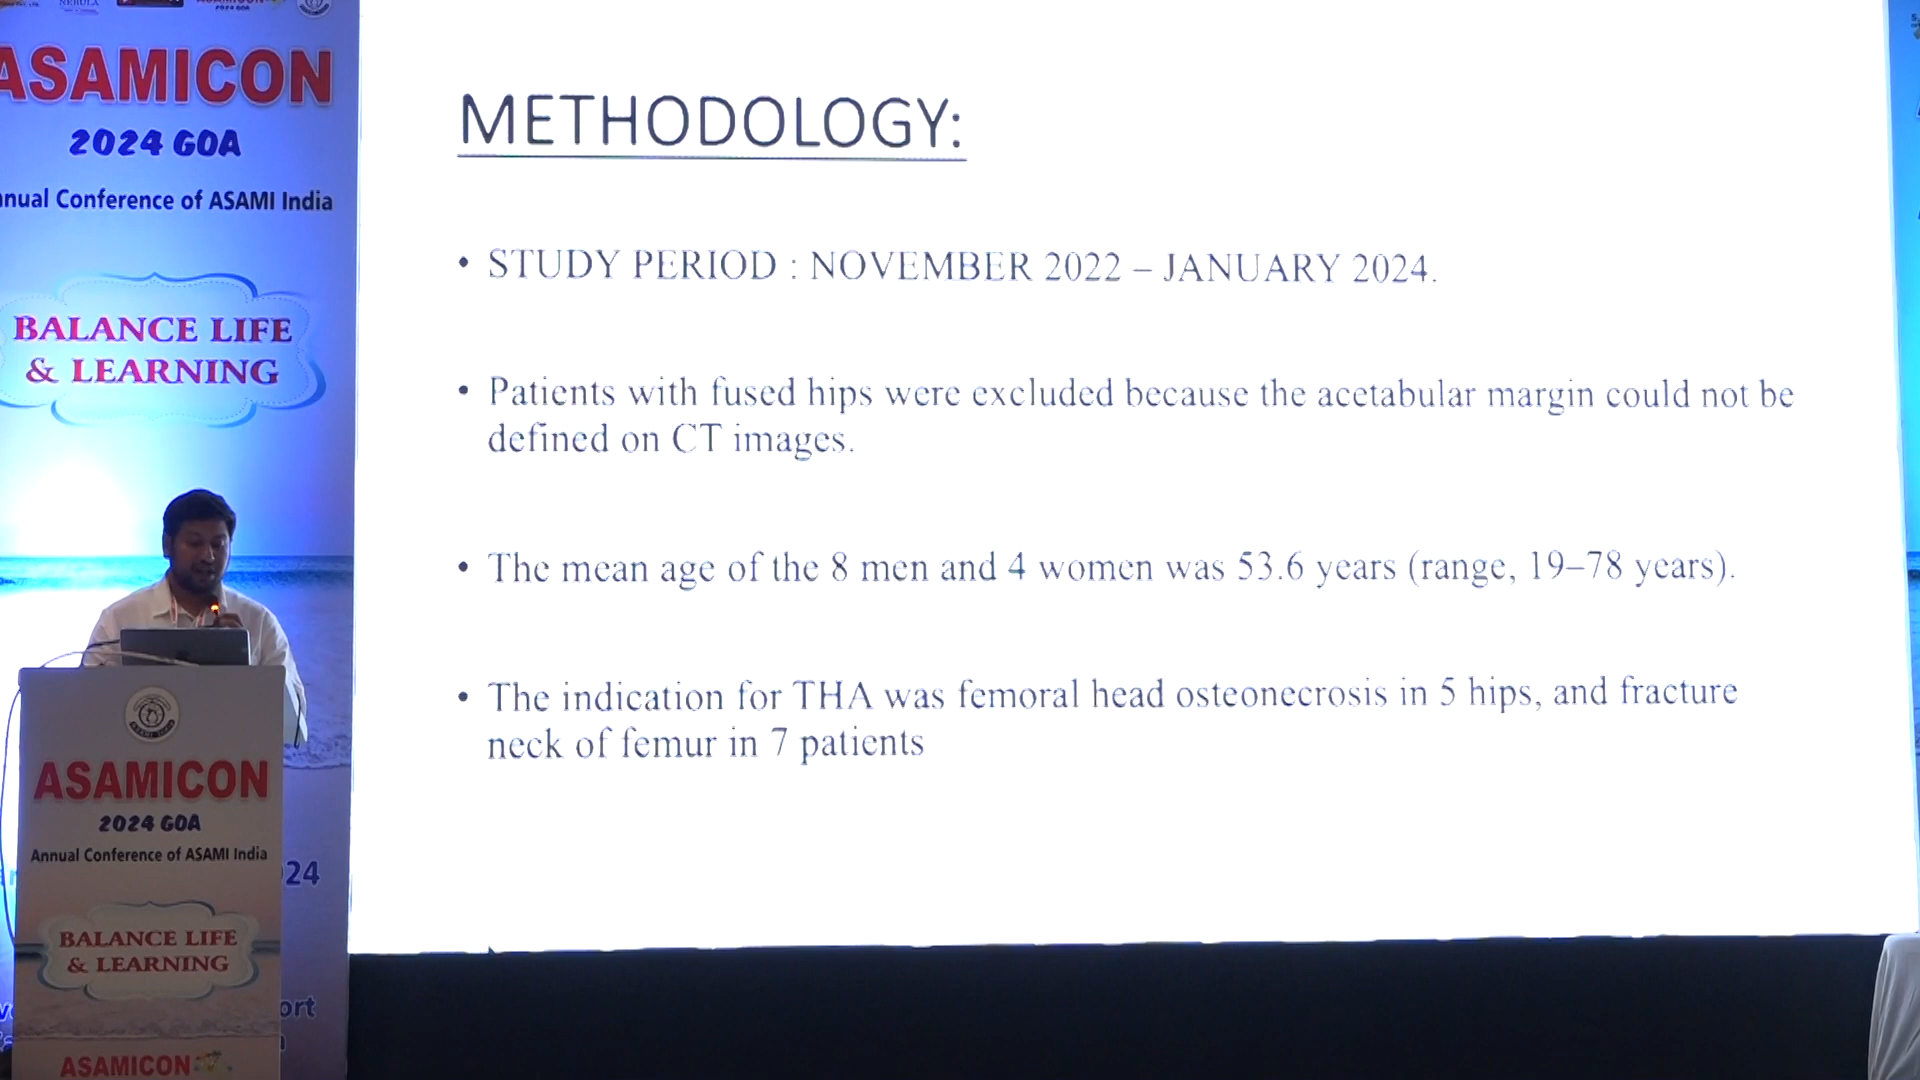 NEBULA
ASAMICON
2024 GOA
nnual Conference of ASAMI India
BALANCE LIFE
& LEARNING
METHODOLOGY:
• STUDY PERIOD : NOVEMBER 2022 – JANUARY 2024.
• Patients with fused hips were excluded because the acetabular margin could not be
defined on CT images.
• The mean age of the 8 men and 4 women was 53.6 years (range, 19–78 years).
• The indication for THA was femoral head osteonecrosis in 5 hips, and fracture
neck of femur in 7 patients
ASAMICON
2024 GOA
Annual Conference of ASAMI India
24
BALANCE LIFE
& LEARNING
ort
ASAMICON